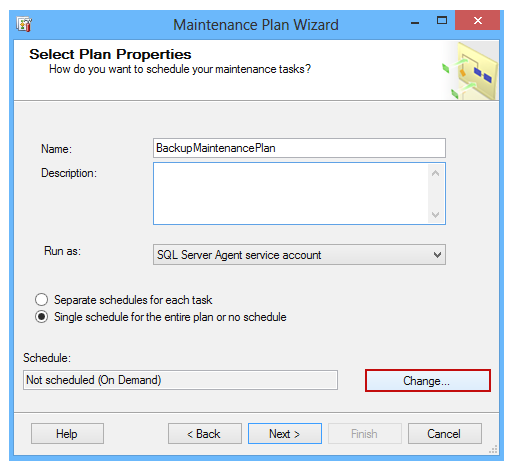 Maintenance Plan Wizard
Select Plan Properties
How do you want to schedule your maintenance tasks?
Name: BackupMaintenancePlan
Description:
Run as: SQL Server Agent service account
Separate schedules for each task
Single schedule for the entire plan or no schedule
Schedule:
Not scheduled (On Demand) Change...
Help < Back Next > Finish Cancel